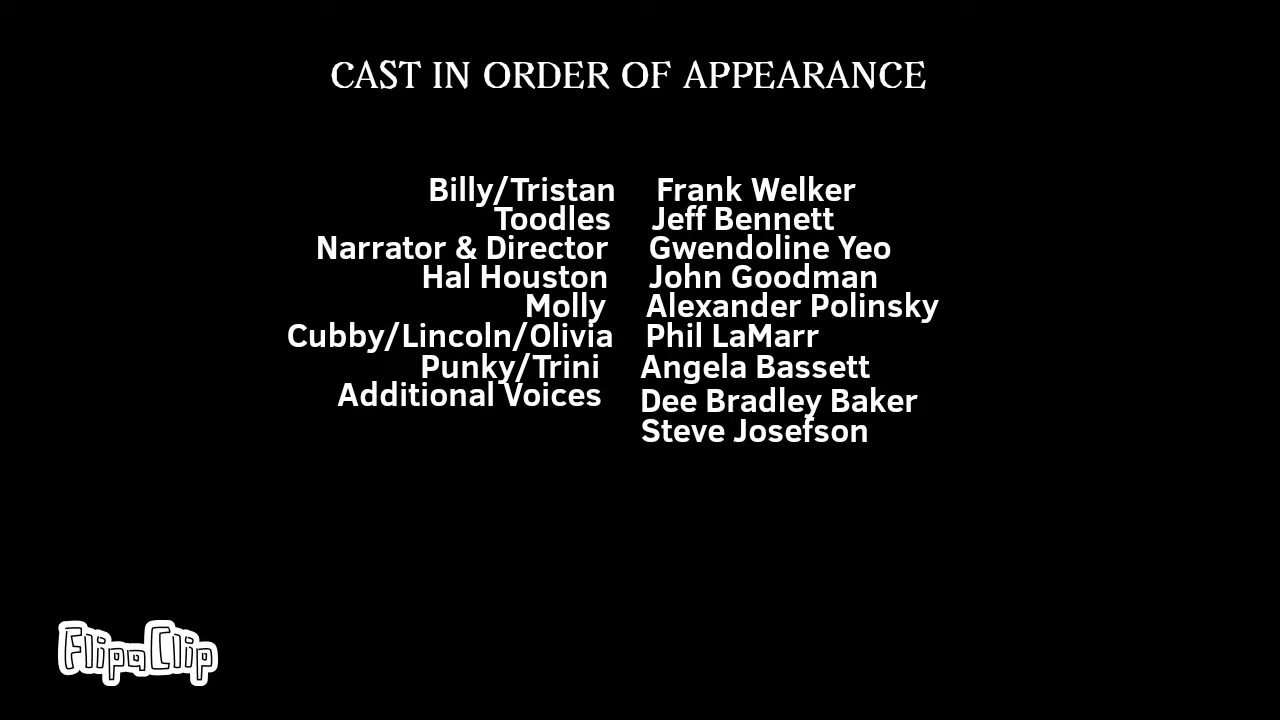 CAST IN ORDER OF APPEARANCE
Billy/Tristan Frank Welker
Toodles Jeff Bennett
Narrator & Director Gwendoline Yeo
Hal Houston John Goodman
Molly Alexander Polinsky
Cubby/Lincoln/Olivia Phil LaMarr
Punky/Trini Angela Bassett
Additional Voices Dee Bradley Baker
Steve Josefson
FlipaClip